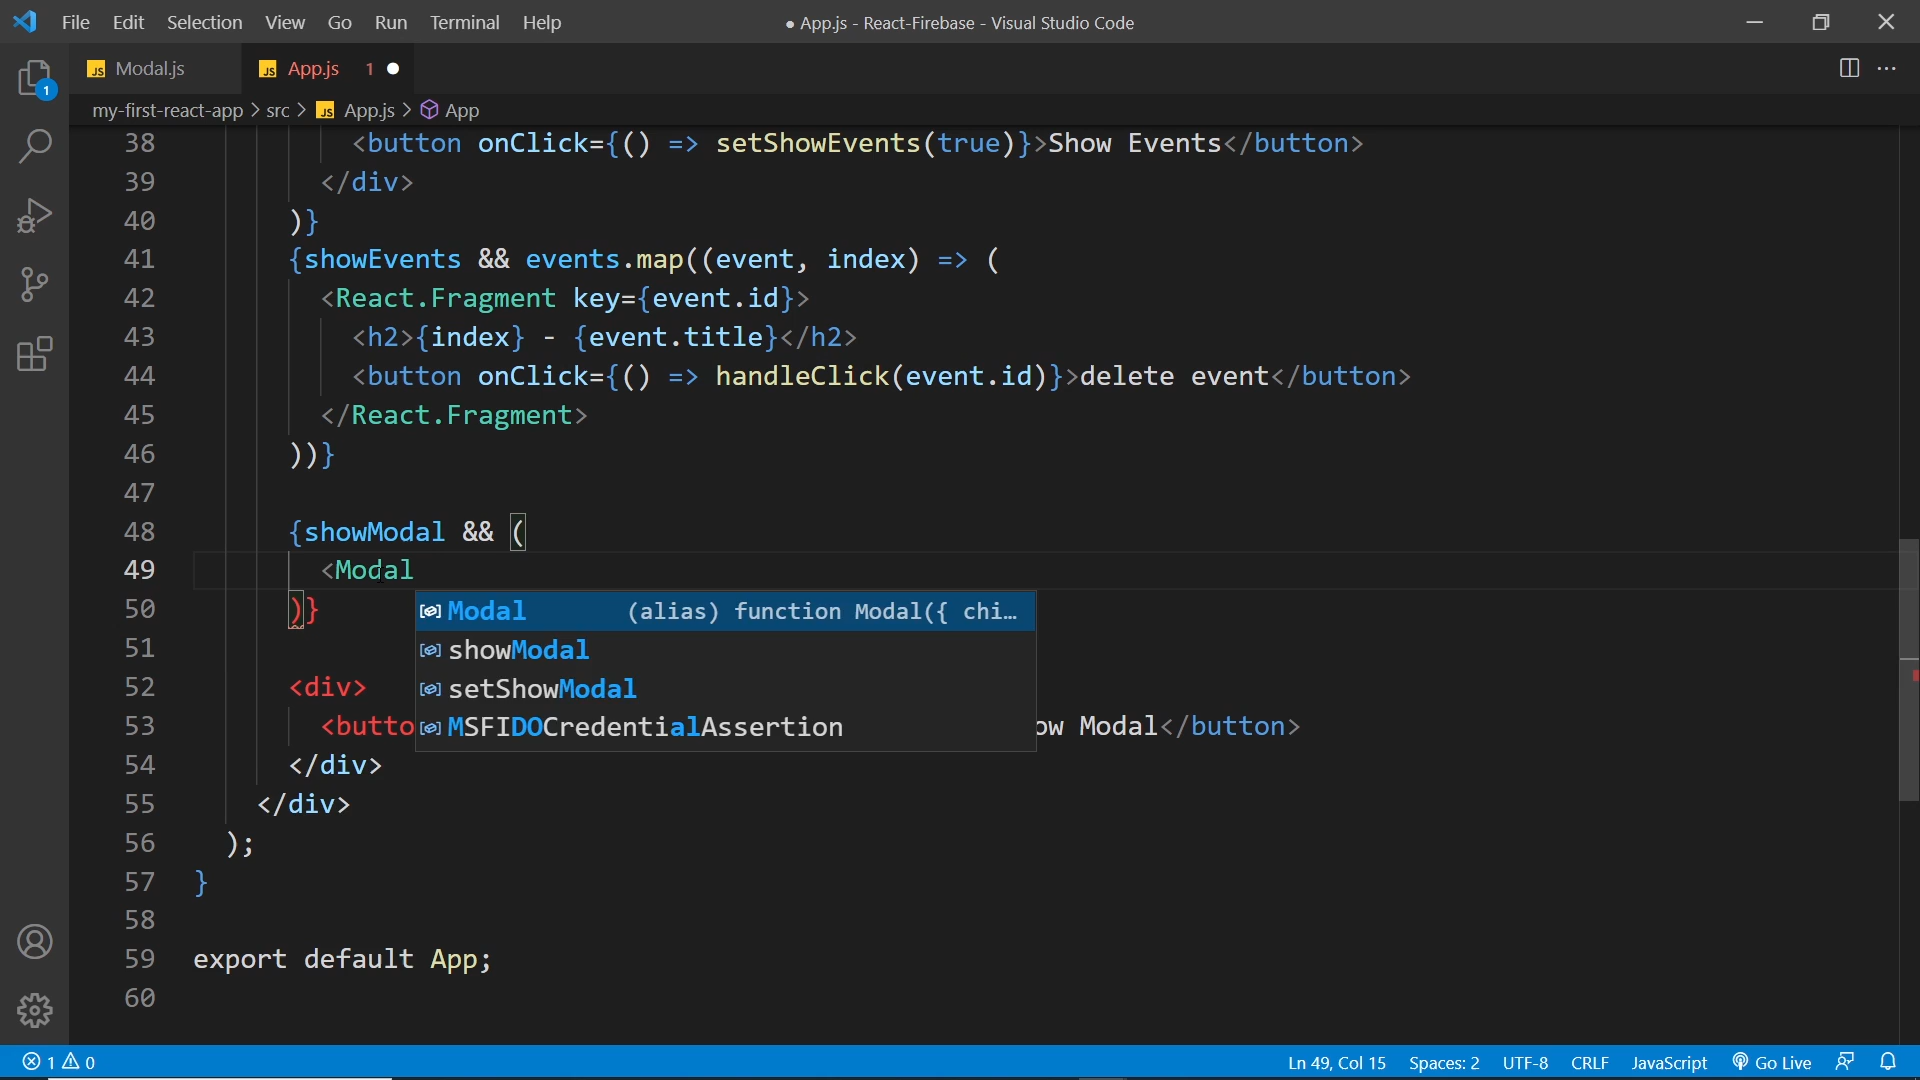 File Edit Selection View Go Run Terminal Help ● App.js - React-Firebase - Visual Studio Code
JS Modal.js JS App.js 1
my-first-react-app > src > JS App.js > App
1
38 <button onClick={() => setShowEvents(true)}>Show Events</button>
39 </div>
40 )}
41 {showEvents && events.map((event, index) => (
42 <React.Fragment key={event.id}>
43 <h2>{index} - {event.title}</h2>
44 <button onClick={() => handleClick(event.id)}>delete event</button>
45 </React.Fragment>
46 ))}
47
48 {showModal && (
49 <Modal
50 )} Modal (alias) function Modal({ chi…
51 showModal
52 <div> setShowModal
53 <butto MSFIDOCredentialAssertion ow Modal</button>
54 </div>
55 </div>
56 );
57 }
58
59 export default App;
60
1 0 Ln 49, Col 15 Spaces: 2 UTF-8 CRLF JavaScript Go Live